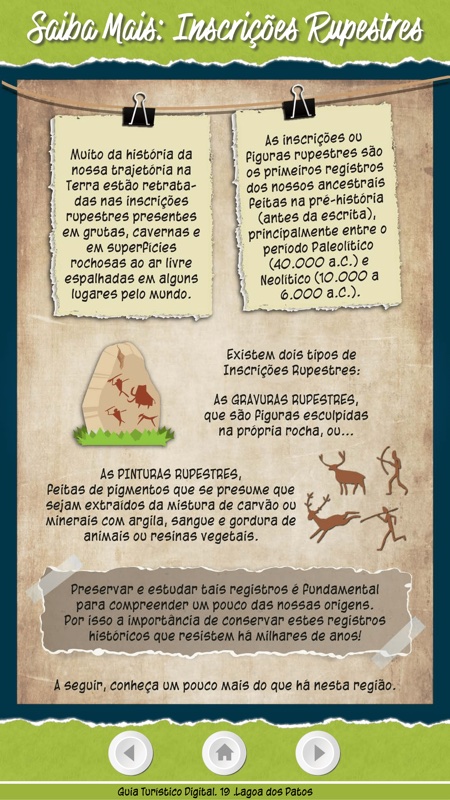 Saiba Mais: Inscrições Rupestres
Muito da história da
nossa trajetória na
Terra estão retrata-
das nas inscrições
rupestres presentes
em grutas, cavernas e
em superfícies
rochosas ao ar livre
espalhadas em alguns
lugares pelo mundo.
As inscrições ou
figuras rupestres são
os primeiros registros
dos nossos ancestrais
feitas na pré-história
(antes da escrita),
principalmente entre o
período Paleolítico
(40.000 a.C.) e
Neolítico (10.000 a
6.000 a.C.).
Existem dois tipos de
Inscrições Rupestres:
AS GRAVURAS RUPESTRES,
que são figuras esculpidas
na própria rocha, ou...
AS PINTURAS RUPESTRES,
feitas de pigmentos que se presume que
sejam extraídos da mistura de carvão ou
minerais com argila, sangue e gordura de
animais ou resinas vegetais.
Preservar e estudar tais registros é fundamental
para compreender um pouco das nossas origens.
Por isso a importância de conservar estes registros
históricos que resistem há milhares de anos!
A seguir, conheça um pouco mais do que há nesta região.
Guia Turístico Digital. 19 .Lagoa dos Patos